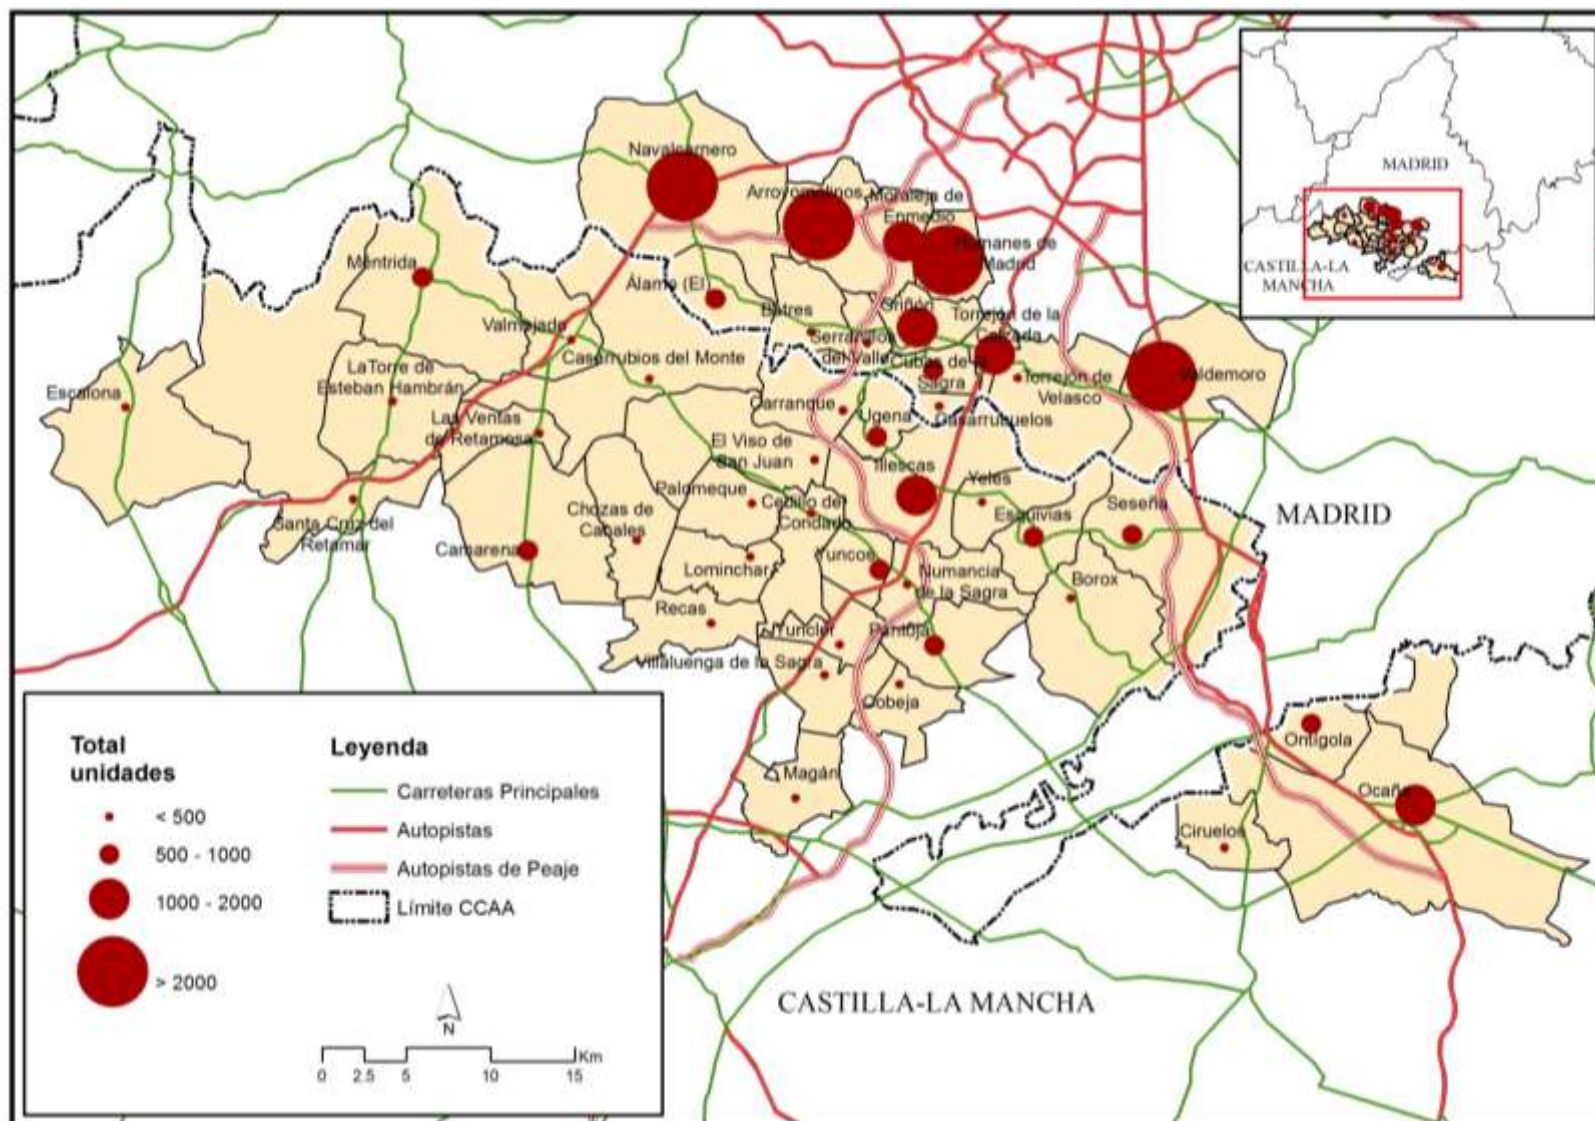 MADRID
CASTILLA-LA
MANCHA
Navalcarnero
Arroyomolinos
Moraleja de
Enmedio
Humanes de
Madrid
Méntrida
Álamo (El)
Batres
Griñón
Serranillos
del Valle
Torrejón de la
Calzada
Cubas de la
Sagra
Valmojado
Casarrubios del Monte
Torrejón de
Velasco
Valdemoro
Escalona
La Torre de
Esteban Hambrán
Las Ventas
de Retamosa
Carranque
Ugena
Casarrubuelos
El Viso de
San Juan
Illescas
Yeles
Palomeque
Cedillo del
Condado
Esquivias
Seseña
MADRID
Santa Cruz del
Retamar
Camarena
Chozas de
Canales
Lominchar
Yuncos
Numancia
de la Sagra
Borox
Recas
Yuncler
Pantoja
Villaluenga de la Sagra
Cobeja
Magán
Ontígola
Ocaña
Ciruelos
CASTILLA-LA MANCHA
Total
unidades
< 500
500 - 1000
1000 - 2000
> 2000
Leyenda
Carreteras Principales
Autopistas
Autopistas de Peaje
Límite CCAA
N
Km
0 2.5 5 10 15